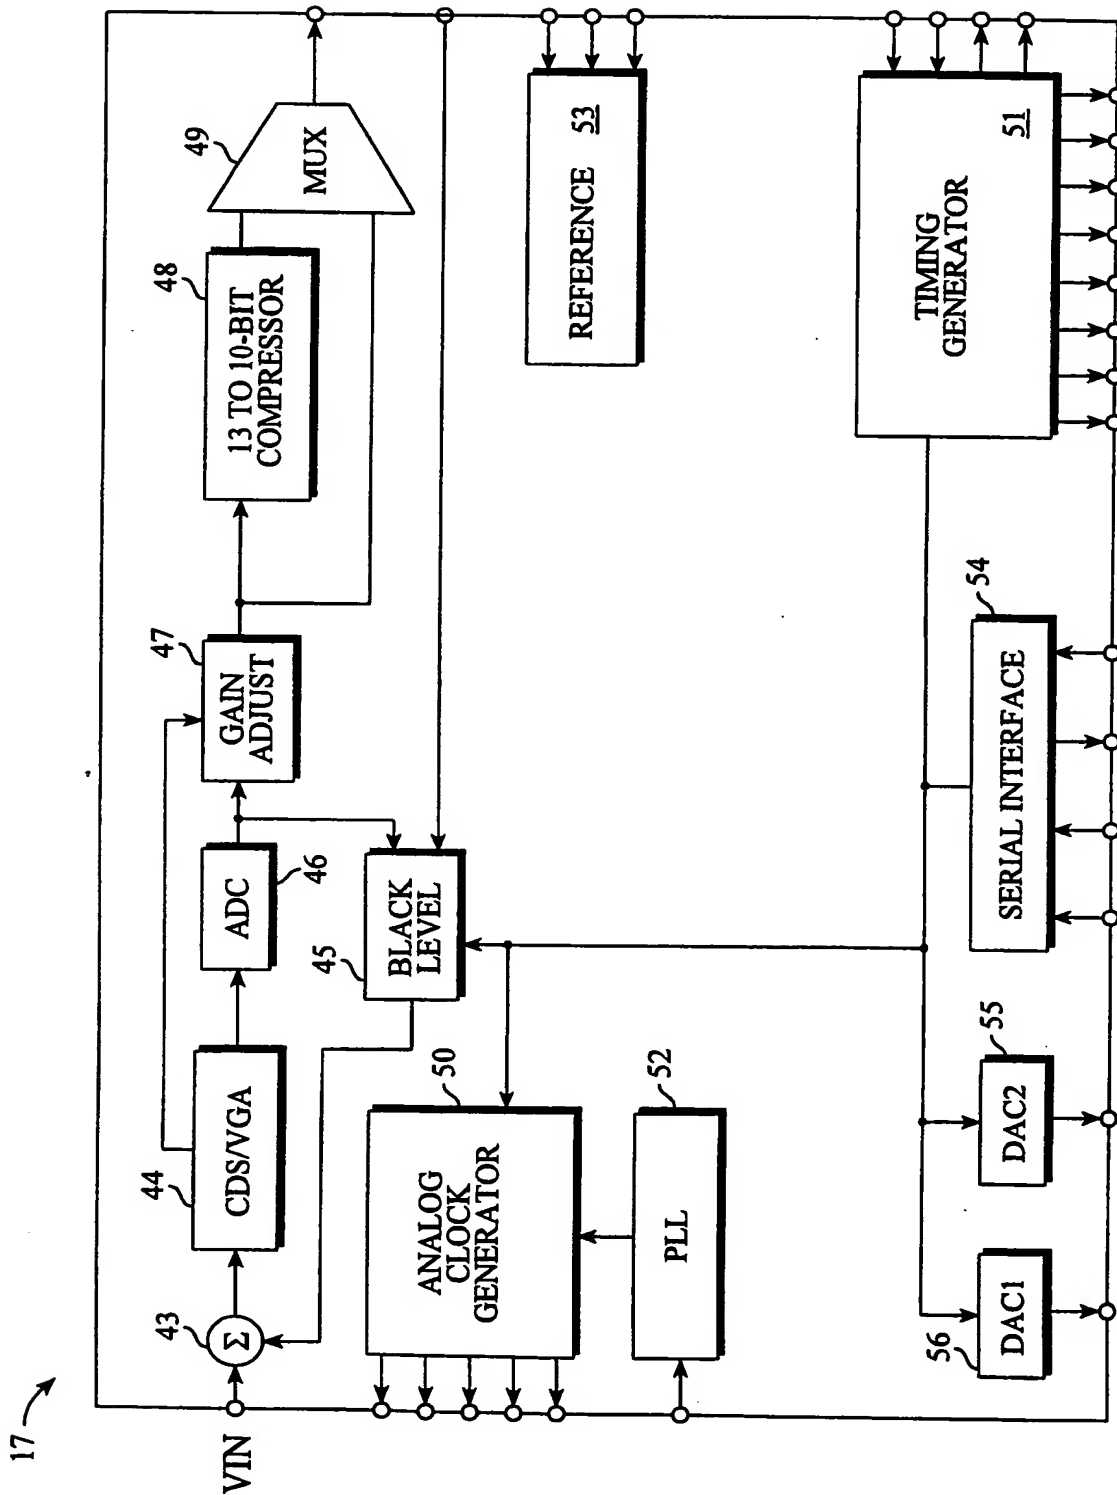 17
VIN
43
Σ
44
CDS/VGA
46
ADC
47
GAIN
ADJUST
48
13 TO 10-BIT
COMPRESSOR
49
MUX
45
BLACK
LEVEL
50
ANALOG
CLOCK
GENERATOR
52
PLL
REFERENCE 53
TIMING
GENERATOR
51
54
SERIAL INTERFACE
55
DAC2
56
DAC1